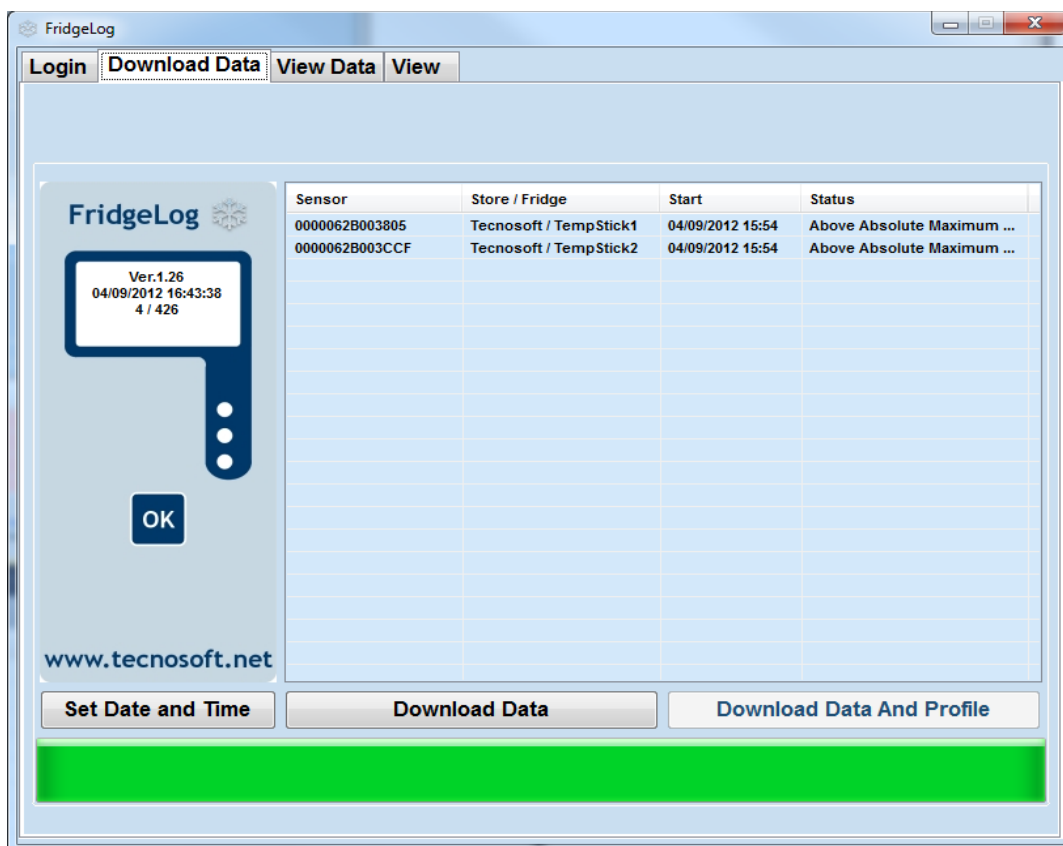 FridgeLog
Login Download Data View Data View
FridgeLog
Ver.1.26
04/09/2012 16:43:38
4 / 426
OK
www.tecnosoft.net
Sensor Store / Fridge Start Status
0000062B003805 Tecnosoft / TempStick1 04/09/2012 15:54 Above Absolute Maximum ...
0000062B003CCF Tecnosoft / TempStick2 04/09/2012 15:54 Above Absolute Maximum ...
Set Date and Time Download Data Download Data And Profile